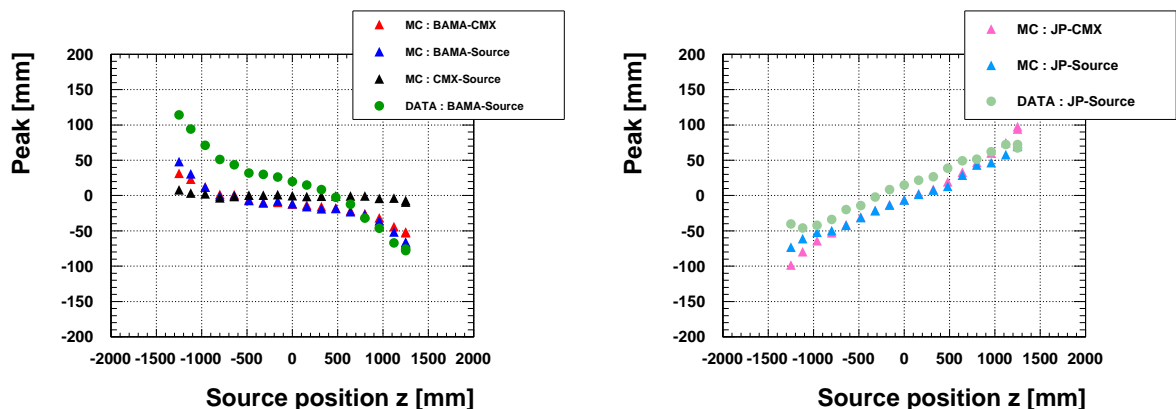 MC : BAMA-CMX
MC : BAMA-Source
MC : CMX-Source
DATA : BAMA-Source
Peak [mm]
200
150
100
50
0
-50
-100
-150
-200
-2000 -1500 -1000 -500 0 500 1000 1500 2000
Source position z [mm]
MC : JP-CMX
MC : JP-Source
DATA : JP-Source
Peak [mm]
200
150
100
50
0
-50
-100
-150
-200
-2000 -1500 -1000 -500 0 500 1000 1500 2000
Source position z [mm]